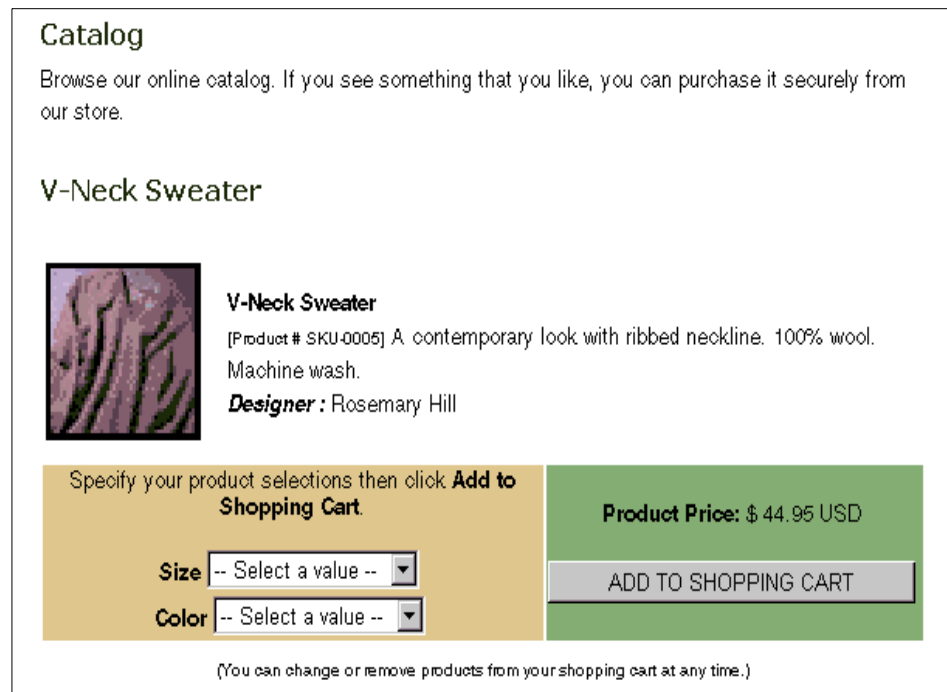 Catalog
Browse our online catalog. If you see something that you like, you can purchase it securely from
our store.
V-Neck Sweater
V-Neck Sweater
[Product # SKU-0005] A contemporary look with ribbed neckline. 100% wool.
Machine wash.
Designer : Rosemary Hill
Specify your product selections then click Add to
Shopping Cart.
Size -- Select a value --
Color -- Select a value --
Product Price: $ 44.95 USD
ADD TO SHOPPING CART
(You can change or remove products from your shopping cart at any time.)